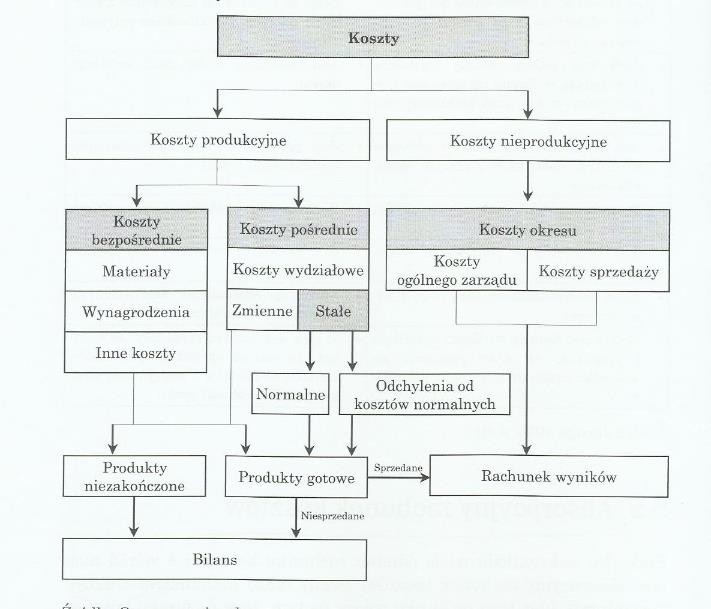 Koszty
Koszty produkcyjne
Koszty nieprodukcyjne
Koszty
bezpośrednie
Koszty pośrednie
Koszty okresu
Materiały
Koszty wydziałowe
Koszty
ogólnego zarządu
Koszty sprzedaży
Wynagrodzenia
Zmienne
Stałe
Inne koszty
Normalne
Odchylenia od
kosztów normalnych
Produkty
niezakończone
Produkty gotowe
Sprzedane
Rachunek wyników
Niesprzedane
Bilans